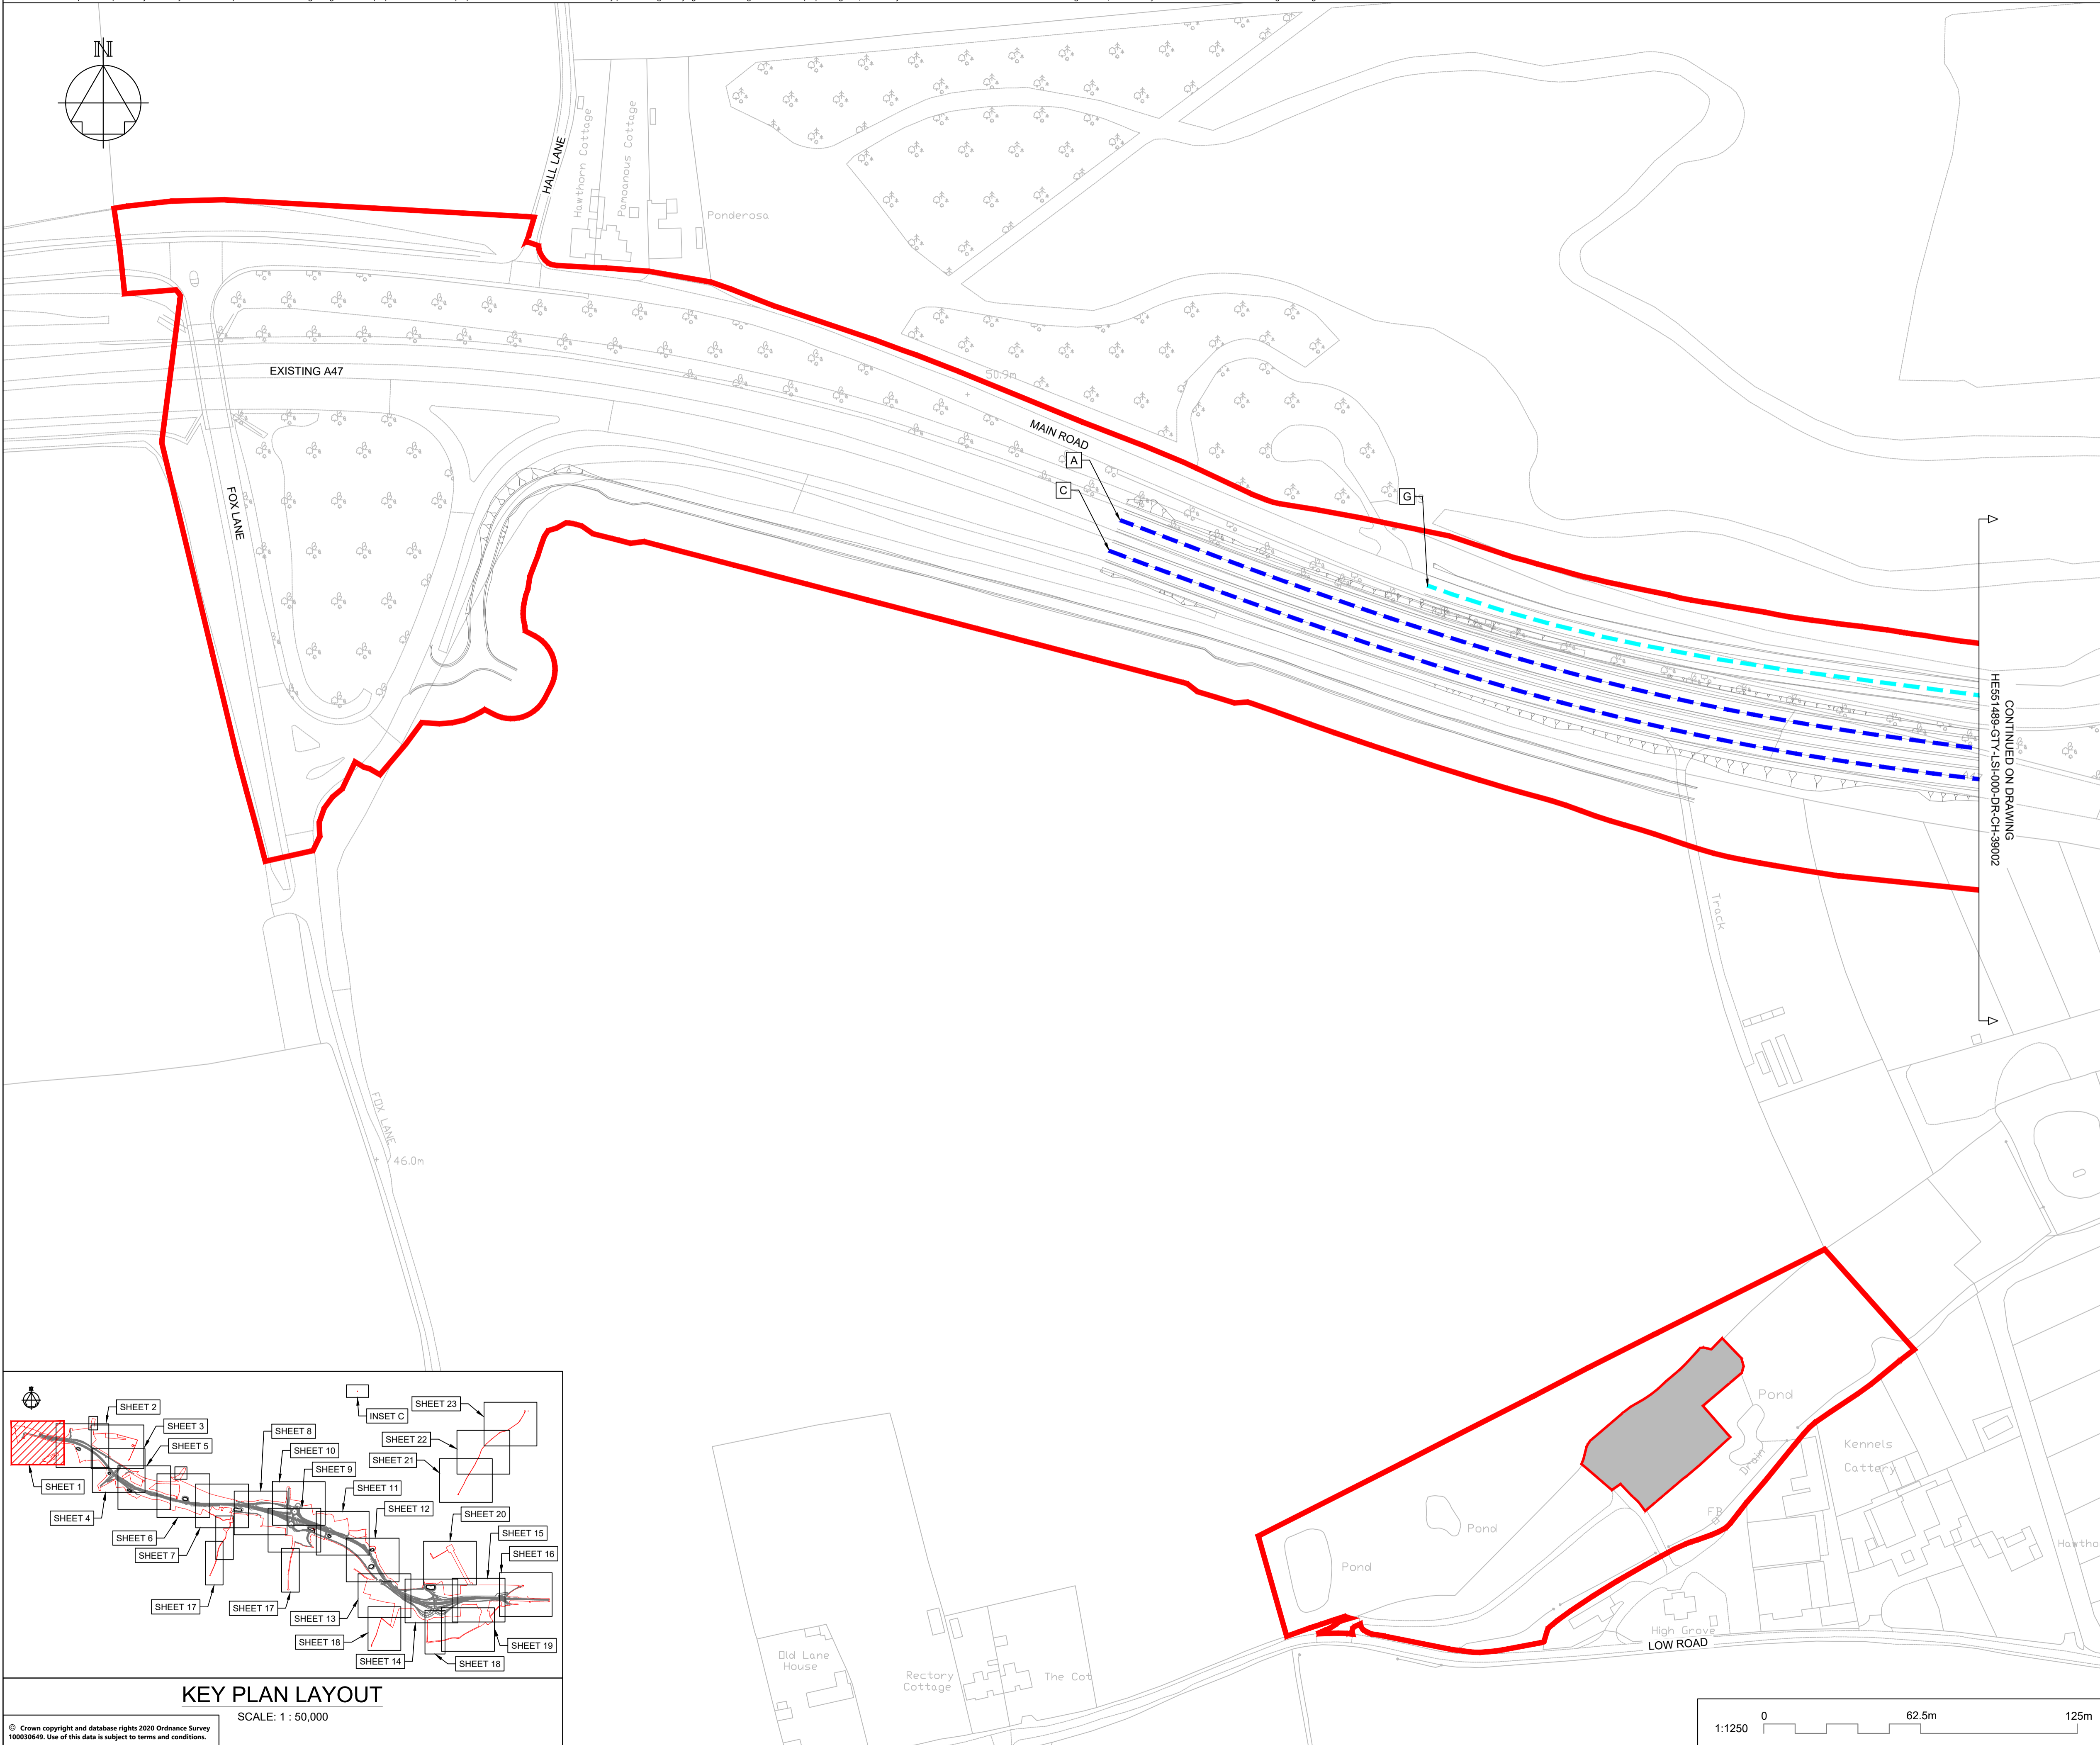 N
HALL LANE
Hawthorn Cottage
Pamoanous Cottage
Ponderosa
EXISTING A47
50.9m
MAIN ROAD
A
C
G
FOX LANE
CONTINUED ON DRAWING
HE551489-GTY-LSI-000-DR-CH-39002
Track
FOX LANE
46.0m
Pond
Drain
Kennels
Cattery
FB
Pond
Pond
High Grove
LOW ROAD
Old Lane
House
Rectory
Cottage
The Cot
SHEET 2
SHEET 3
SHEET 5
SHEET 1
SHEET 4
SHEET 6
SHEET 7
SHEET 8
SHEET 10
SHEET 9
SHEET 11
SHEET 12
INSET C
SHEET 23
SHEET 22
SHEET 21
SHEET 20
SHEET 15
SHEET 16
SHEET 17
SHEET 17
SHEET 13
SHEET 18
SHEET 14
SHEET 18
SHEET 19
KEY PLAN LAYOUT
SCALE: 1 : 50,000
© Crown copyright and database rights 2020 Ordnance Survey
100030649. Use of this data is subject to terms and conditions.
1:1250
0
62.5m
125m